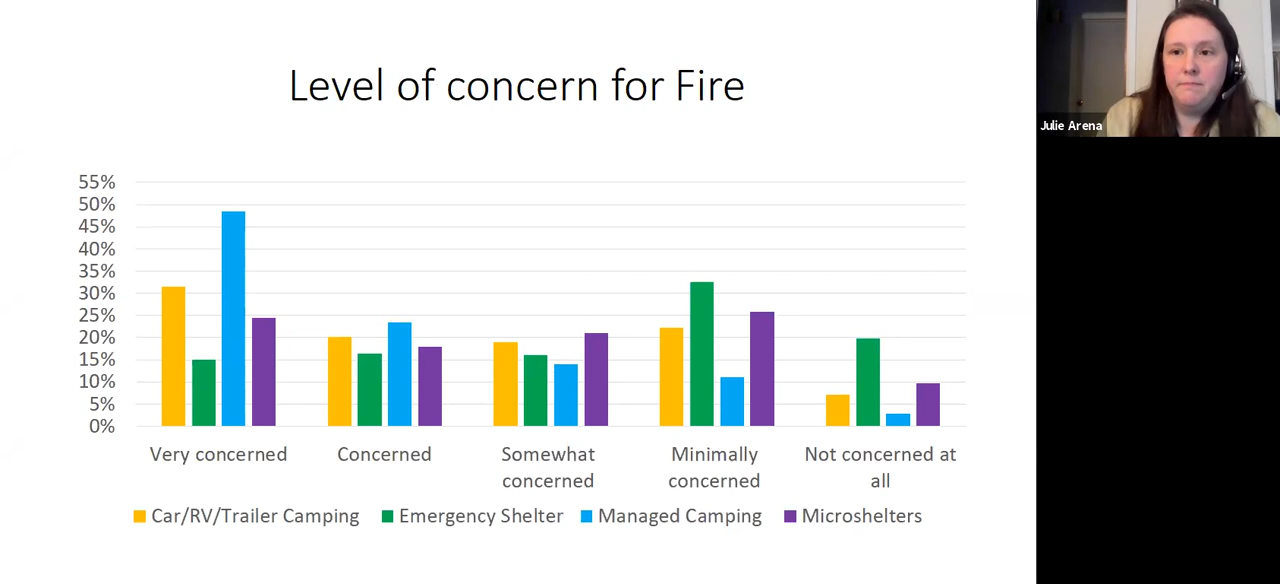 Level of concern for Fire
55%
50%
45%
40%
35%
30%
25%
20%
15%
10%
5%
0%
Very concerned
Concerned
Somewhat
concerned
Minimally
concerned
Not concerned at
all
Car/RV/Trailer Camping
Emergency Shelter
Managed Camping
Microshelters
Julie Arena